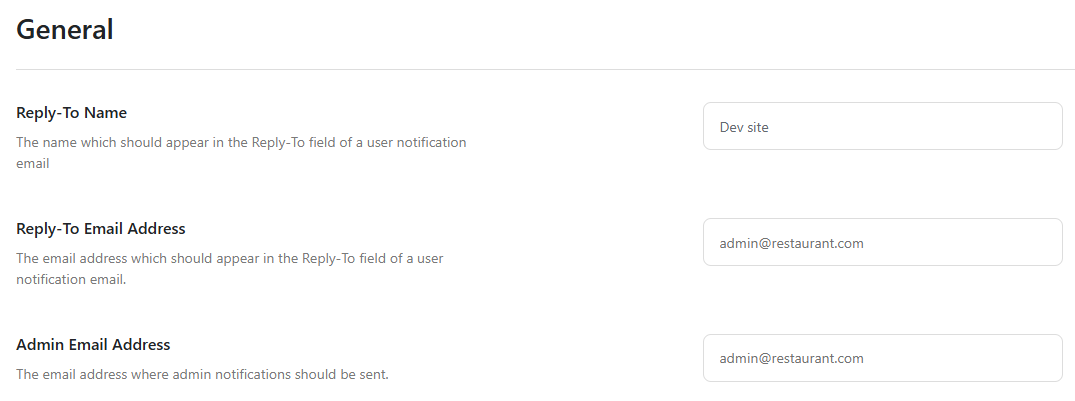 General
Reply-To Name
The name which should appear in the Reply-To field of a user notification
email
Dev site
Reply-To Email Address
The email address which should appear in the Reply-To field of a user
notification email.
admin@restaurant.com
Admin Email Address
The email address where admin notifications should be sent.
admin@restaurant.com